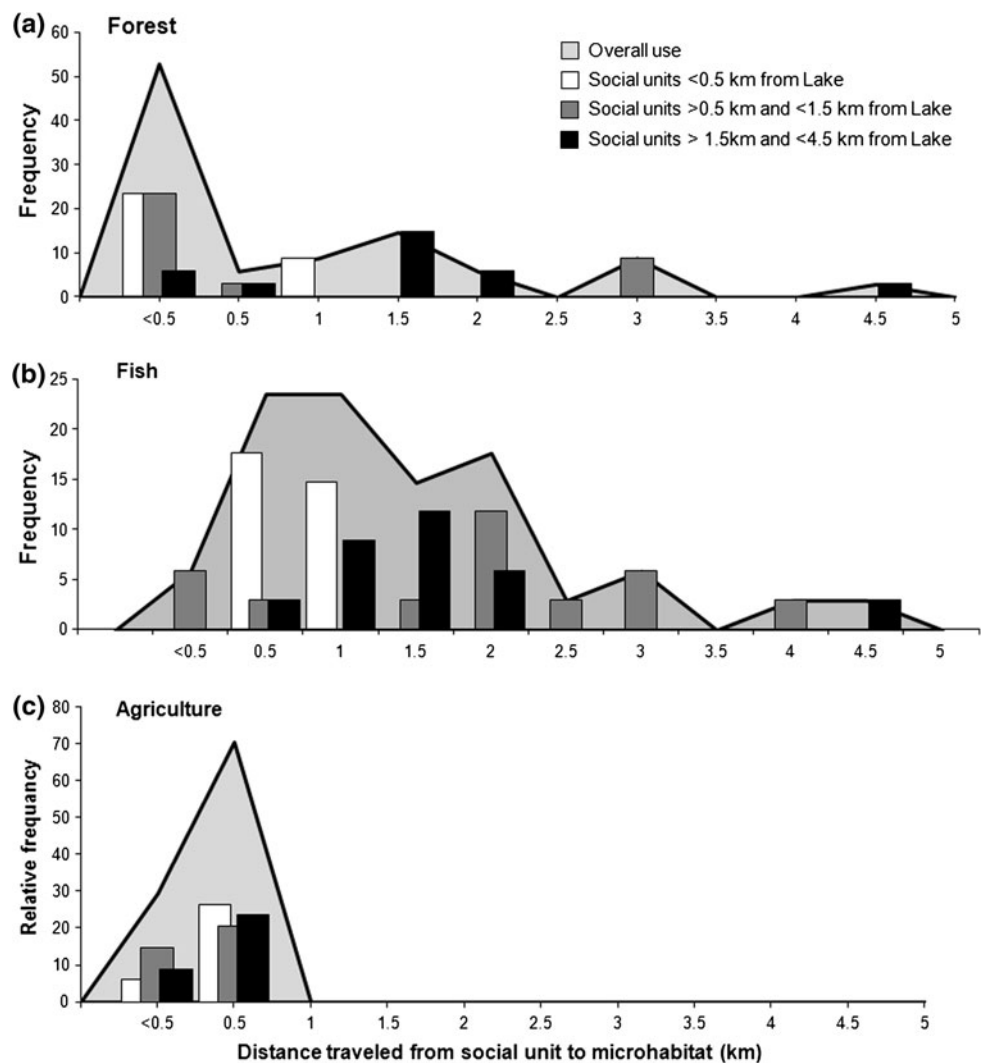 (a) Forest
60
50
40
30
20
10
0
Frequency
Overall use
Social units <0.5 km from Lake
Social units >0.5 km and <1.5 km from Lake
Social units > 1.5km and <4.5 km from Lake
<0.5 0.5 1 1.5 2 2.5 3 3.5 4 4.5 5
(b) Fish
25
20
15
10
5
0
Frequency
<0.5 0.5 1 1.5 2 2.5 3 3.5 4 4.5 5
(c) Agriculture
80
70
60
50
40
30
20
10
0
Relative frequancy
<0.5 0.5 1 1.5 2 2.5 3 3.5 4 4.5 5
Distance traveled from social unit to microhabitat (km)